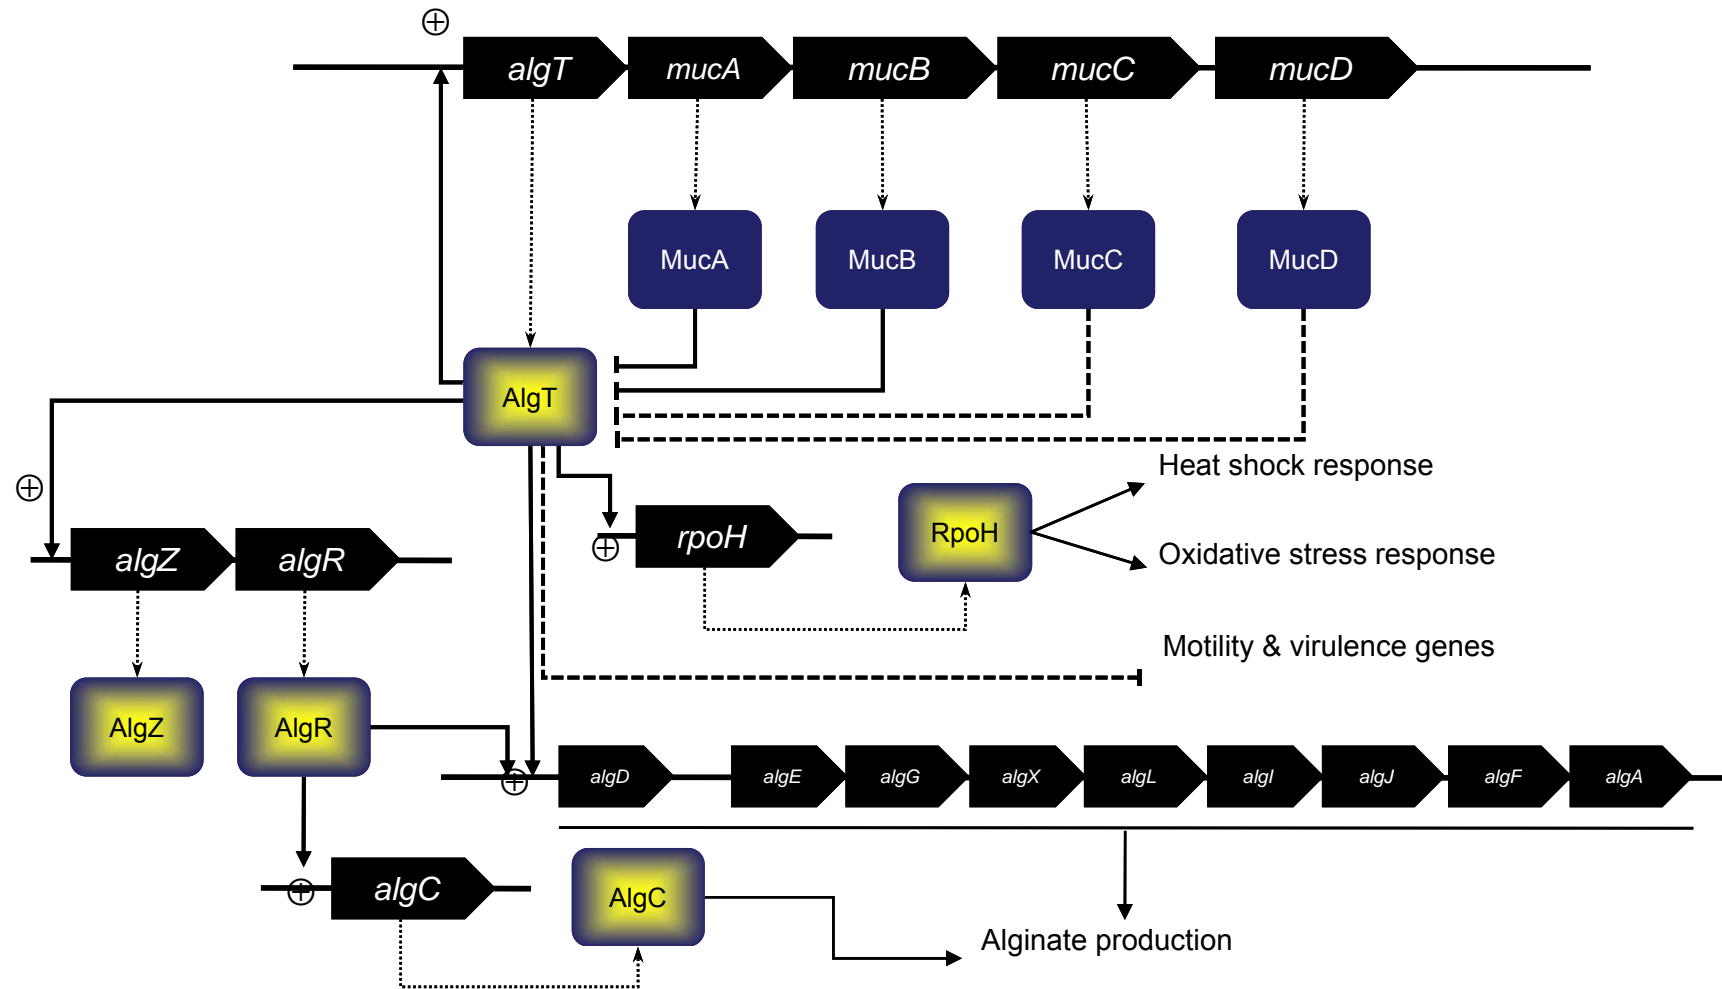 algT mucA mucB mucC mucD
MucA MucB MucC MucD
AlgT
Heat shock response
RpoH
rpoH
Oxidative stress response
algZ algR
Motility & virulence genes
AlgZ AlgR
algD algE algG algX algL algI algJ algF algA
algC
AlgC
Alginate production